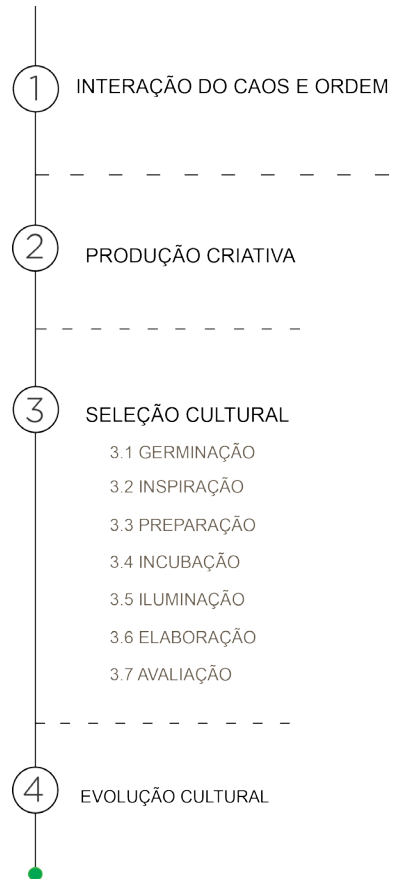 1 INTERAÇÃO DO CAOS E ORDEM
2 PRODUÇÃO CRIATIVA
3 SELEÇÃO CULTURAL
3.1 GERMINAÇÃO
3.2 INSPIRAÇÃO
3.3 PREPARAÇÃO
3.4 INCUBAÇÃO
3.5 ILUMINAÇÃO
3.6 ELABORAÇÃO
3.7 AVALIAÇÃO
4 EVOLUÇÃO CULTURAL